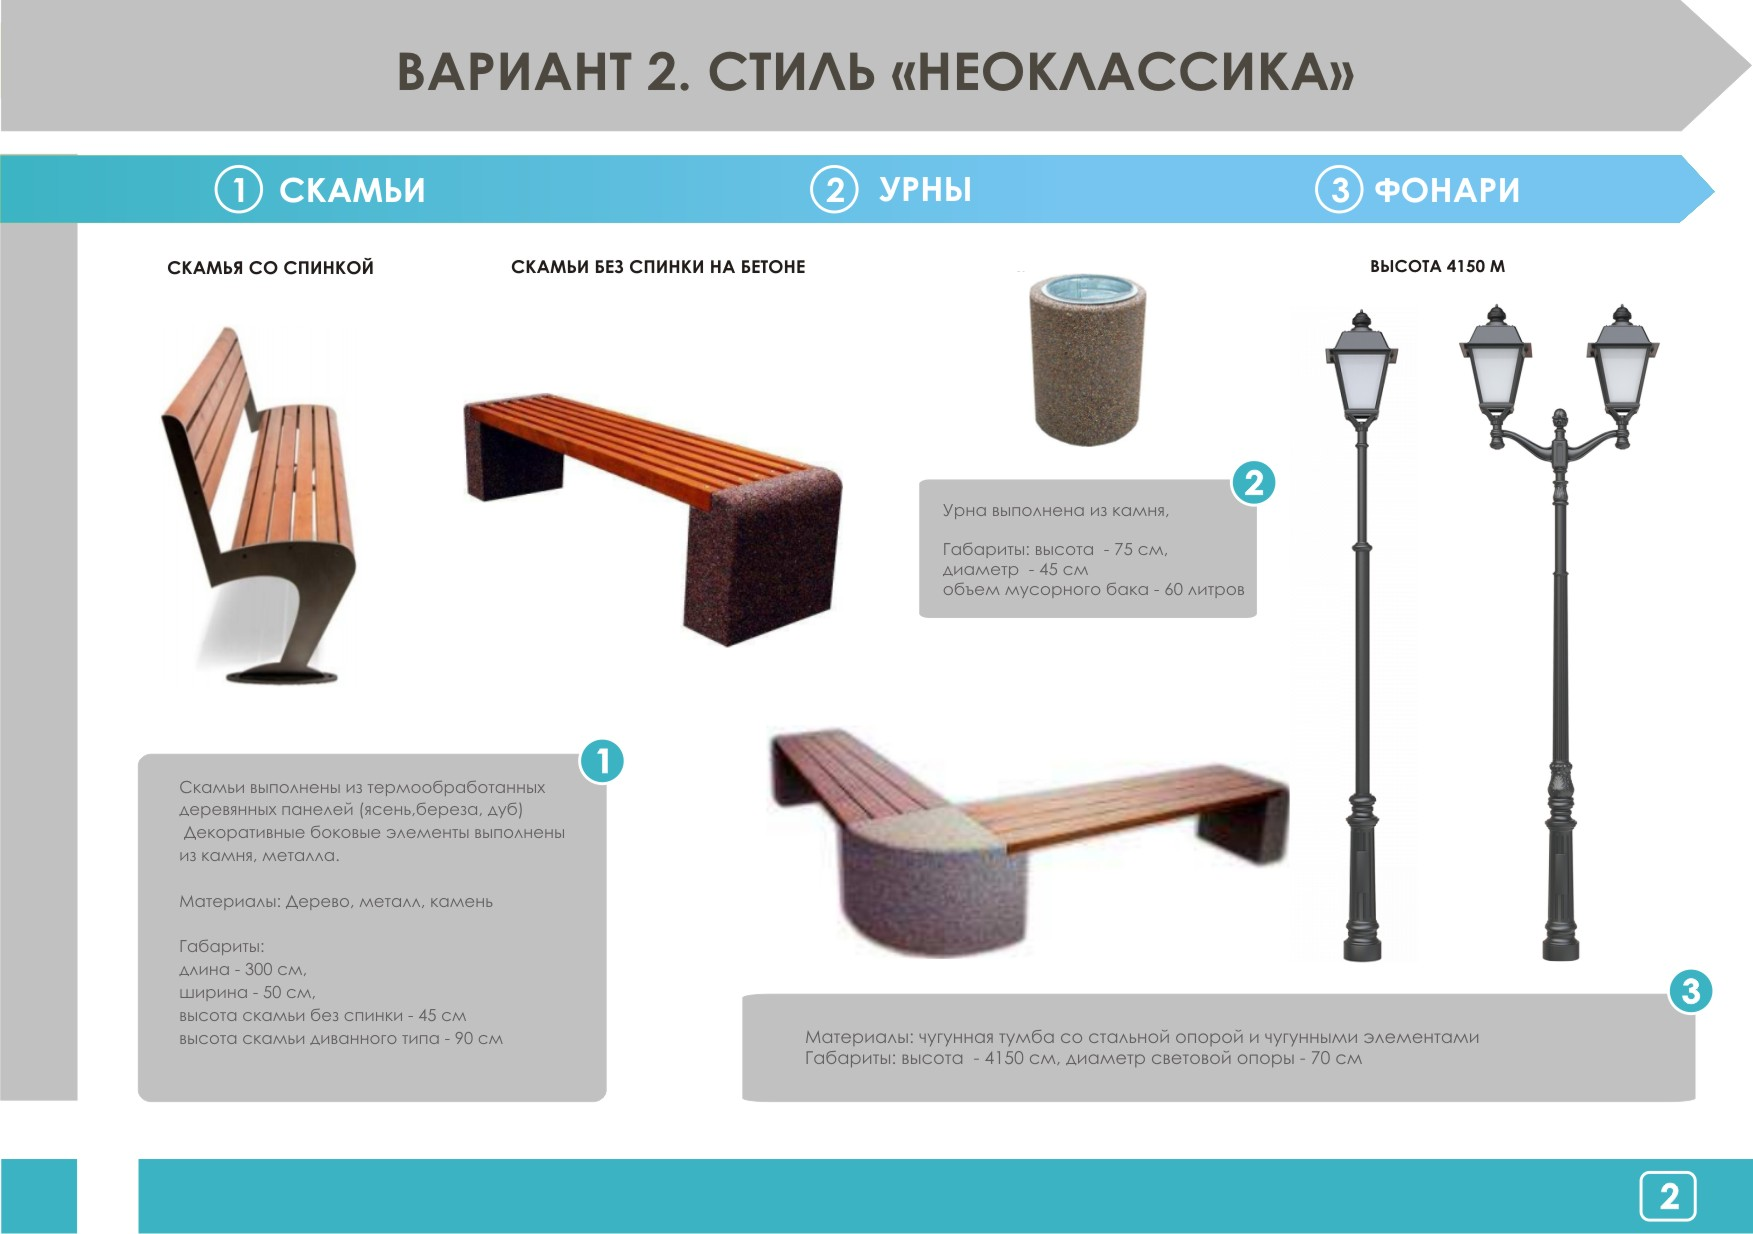 ВАРИАНТ 2. СТИЛЬ «НЕОКЛАССИКА»
1 СКАМЬИ
2 УРНЫ
3 ФОНАРИ
СКАМЬЯ СО СПИНКОЙ
СКАМЬИ БЕЗ СПИНКИ НА БЕТОНЕ
ВЫСОТА 4150 М
2
Урна выполнена из камня,
Габариты: высота - 75 см,
диаметр - 45 см
объем мусорного бака - 60 литров
1
Скамьи выполнены из термообработанных
деревянных панелей (ясень,береза, дуб)
Декоративные боковые элементы выполнены
из камня, металла.
Материалы: Дерево, металл, камень
Габариты:
длина - 300 см,
ширина - 50 см,
высота скамьи без спинки - 45 см
высота скамьи диванного типа - 90 см
3
Материалы: чугунная тумба со стальной опорой и чугунными элементами
Габариты: высота - 4150 см, диаметр световой опоры - 70 см
2